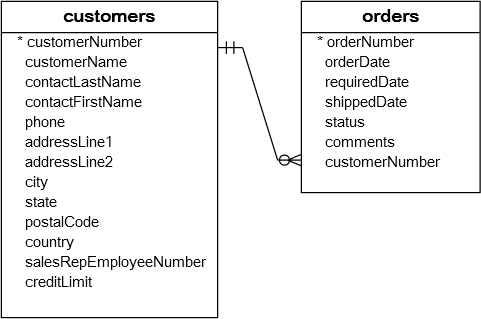 customers
* customerNumber
customerName
contactLastName
contactFirstName
phone
addressLine1
addressLine2
city
state
postalCode
country
salesRepEmployeeNumber
creditLimit
orders
* orderNumber
orderDate
requiredDate
shippedDate
status
comments
customerNumber